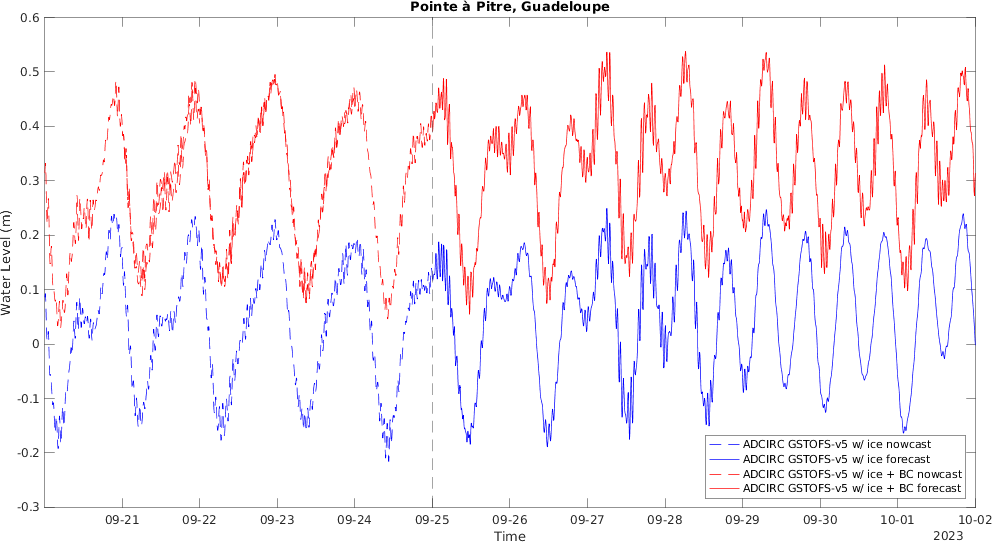 Pointe à Pitre, Guadeloupe
Water Level (m)
0.6
0.5
0.4
0.3
0.2
0.1
0
-0.1
-0.2
-0.3
ADCIRC GSTOFS-v5 w/ ice nowcast
ADCIRC GSTOFS-v5 w/ ice forecast
ADCIRC GSTOFS-v5 w/ ice + BC nowcast
ADCIRC GSTOFS-v5 w/ ice + BC forecast
09-21 09-22 09-23 09-24 09-25 09-26 09-27 09-28 09-29 09-30 10-01 10-02
Time
2023